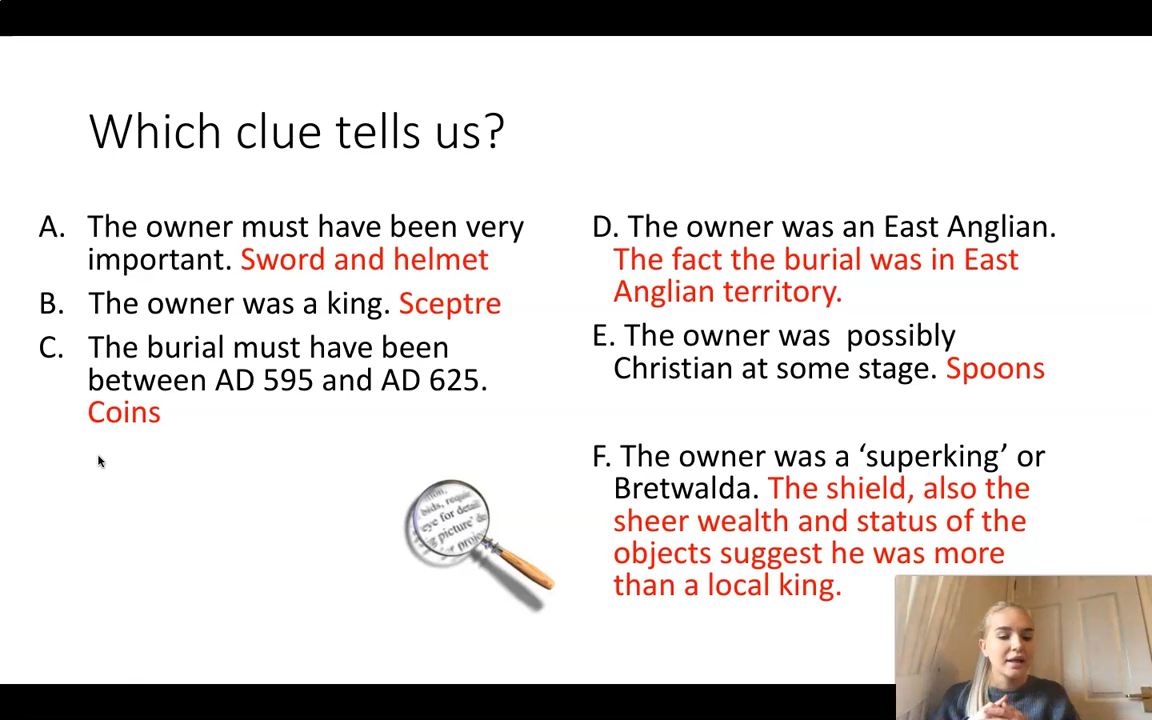 Which clue tells us?
A. The owner must have been very
important. Sword and helmet
B. The owner was a king. Sceptre
C. The burial must have been
between AD 595 and AD 625.
Coins
D. The owner was an East Anglian.
The fact the burial was in East
Anglian territory.
E. The owner was possibly
Christian at some stage. Spoons
F. The owner was a ‘superking’ or
Bretwalda. The shield, also the
sheer wealth and status of the
objects suggest he was more
than a local king.
eye for detail
picture'